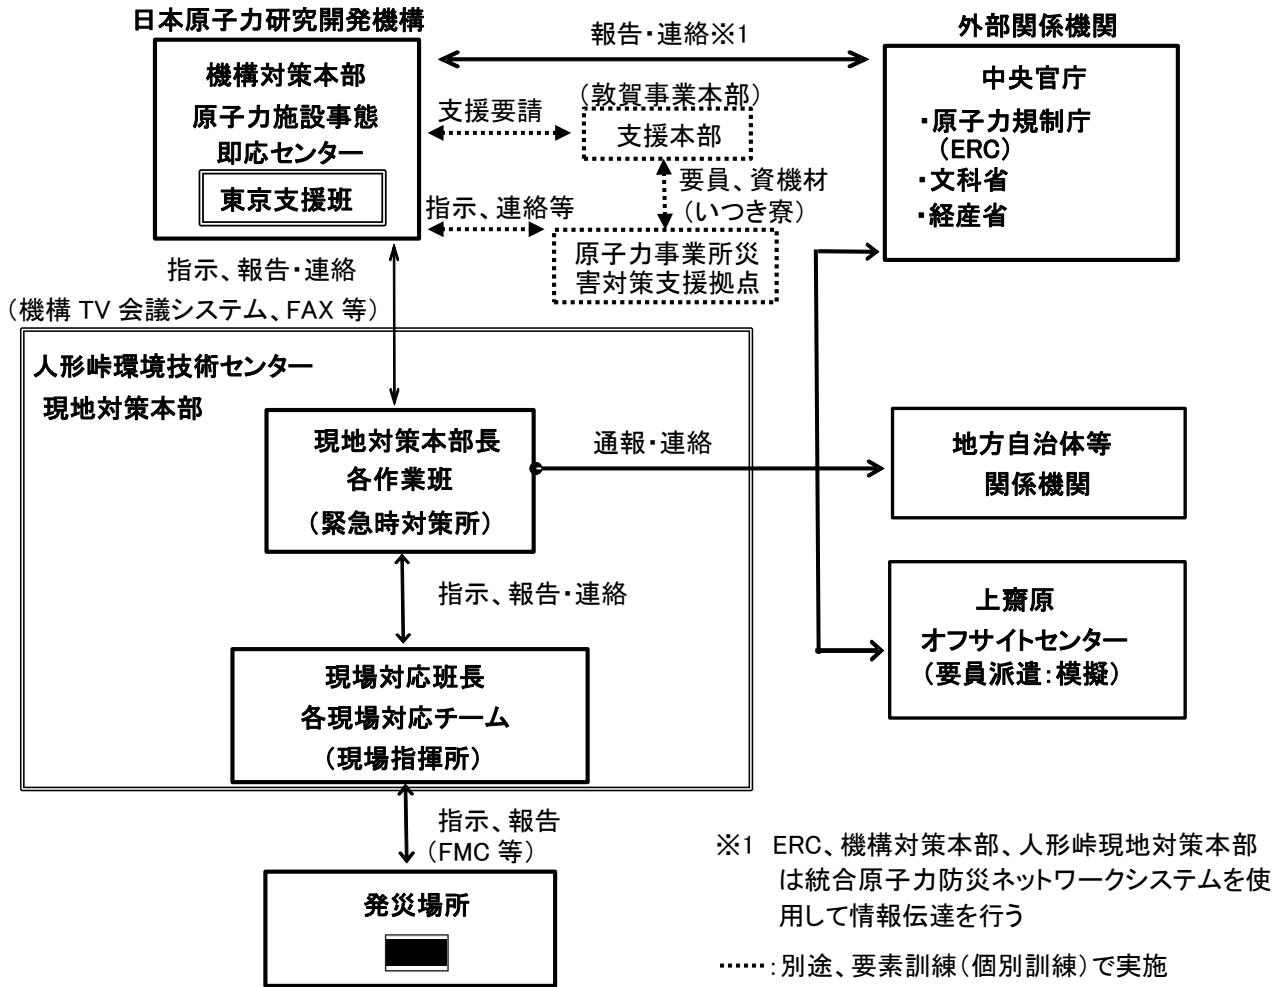 日本原子力研究開発機構
機構対策本部
原子力施設事態
即応センター
東京支援班
報告・連絡※1
外部関係機関
中央官庁
・原子力規制庁
(ERC)
・文科省
・経産省
支援要請
(敦賀事業本部)
支援本部
要員、資機材
(いつき寮)
指示、連絡等
原子力事業所災
害対策支援拠点
指示、報告・連絡
(機構 TV 会議システム、FAX 等)
人形峠環境技術センター
現地対策本部
現地対策本部長
各作業班
(緊急時対策所)
通報・連絡
地方自治体等
関係機関
指示、報告・連絡
上齋原
オフサイトセンター
(要員派遣:模擬)
現場対応班長
各現場対応チーム
(現場指揮所)
指示、報告
(FMC 等)
発災場所
※1 ERC、機構対策本部、人形峠現地対策本部
は統合原子力防災ネットワークシステムを使
用して情報伝達を行う
……:別途、要素訓練(個別訓練)で実施